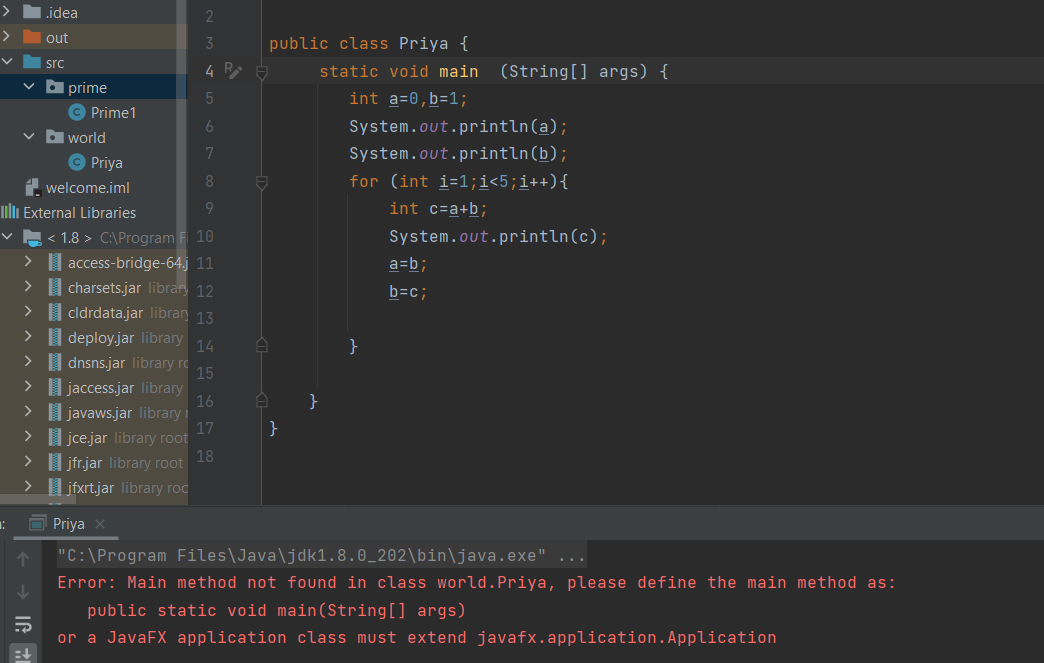 .idea
out
src
prime
Prime1
world
Priya
welcome.iml
External Libraries
< 1.8 > C:\Program F
access-bridge-64.j
charsets.jar library
cldrdata.jar library
deploy.jar library
dnsns.jar library ro
jaccess.jar library
javaws.jar library r
jce.jar library root
jfr.jar library root
jfxrt.jar library roo
2
3 public class Priya {
4 static void main (String[] args) {
5 int a=0,b=1;
6 System.out.println(a);
7 System.out.println(b);
8 for (int i=1;i<5;i++){
9 int c=a+b;
10 System.out.println(c);
11 a=b;
12 b=c;
13
14 }
15
16 }
17 }
18
Priya ×
"C:\Program Files\Java\jdk1.8.0_202\bin\java.exe" ...
Error: Main method not found in class world.Priya, please define the main method as:
public static void main(String[] args)
or a JavaFX application class must extend javafx.application.Application